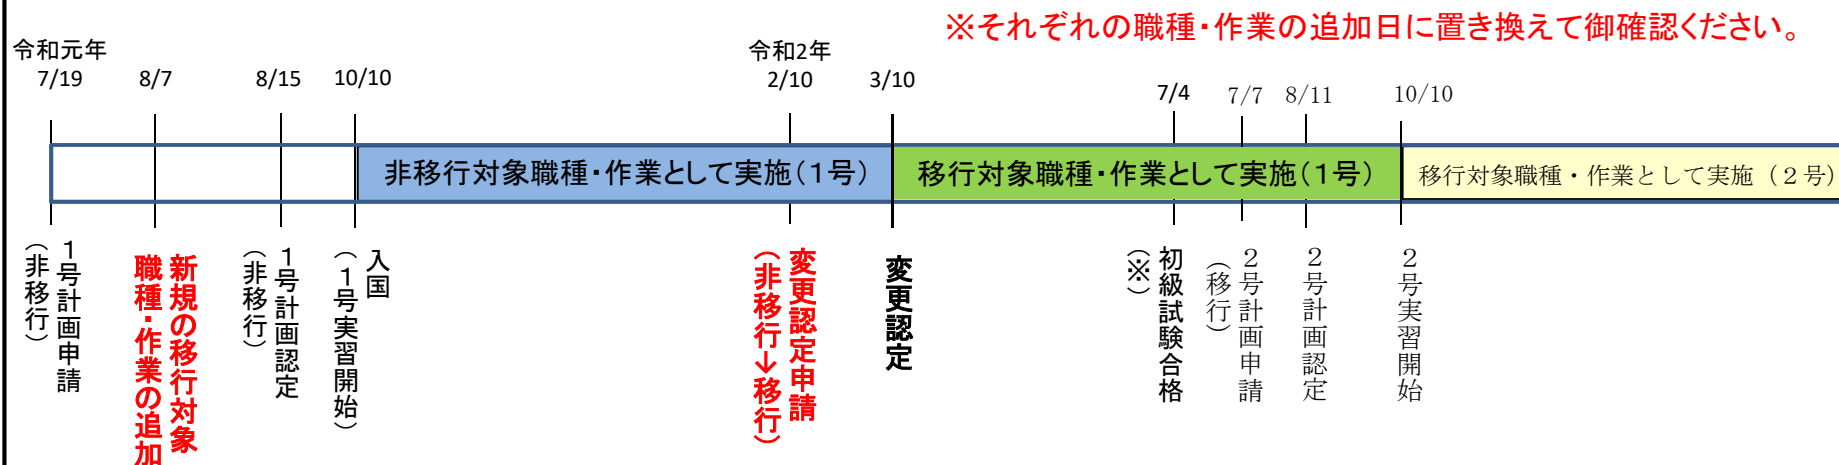 ※それぞれの職種・作業の追加日に置き換えて御確認ください。
令和元年
7/19
8/7
8/15
10/10
令和2年
2/10
3/10
7/4
7/7
8/11
10/10
非移行対象職種・作業として実施（１号）
移行対象職種・作業として実施（１号）
移行対象職種・作業として実施（２号）
１号計画申請
（非移行）
新規の移行対象
職種・作業の追加
１号計画認定
（非移行）
入国
（１号実習開始）
変更認定申請
（非移行→移行）
変更認定
初級試験合格
（※）
２号計画申請
（移行）
２号計画認定
２号実習開始